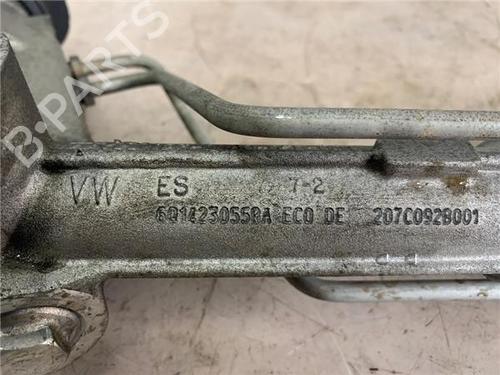 B-PARTS
VW ES 7-2
6Q1423055BA ECO DE 207C092B001